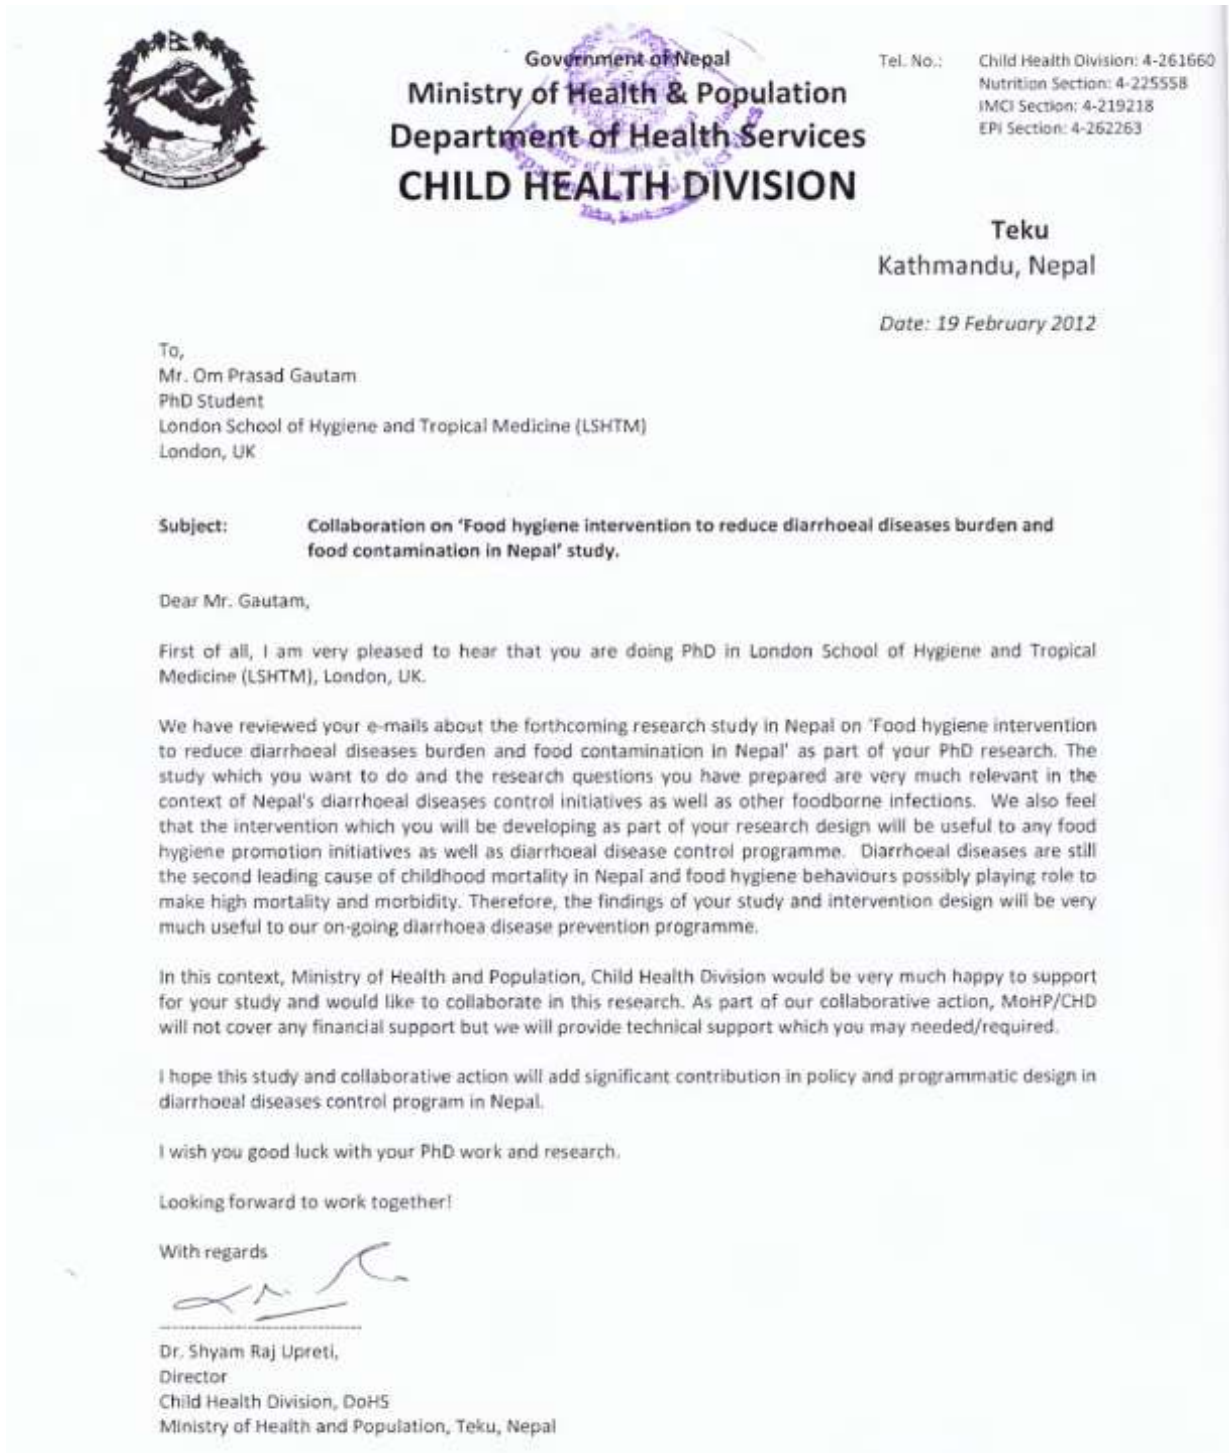 Government of Nepal
Ministry of Health & Population
Department of Health Services
CHILD HEALTH DIVISION
Tel. No.: Child Health Division: 4-261660
Nutrition Section: 4-225558
IMCI Section: 4-219218
EPI Section: 4-262263
Teku
Kathmandu, Nepal
Date: 19 February 2012
To,
Mr. Om Prasad Gautam
PhD Student
London School of Hygiene and Tropical Medicine (LSHTM)
London, UK
Subject: Collaboration on ‘Food hygiene intervention to reduce diarrhoeal diseases burden and
food contamination in Nepal’ study.
Dear Mr. Gautam,
First of all, I am very pleased to hear that you are doing PhD in London School of Hygiene and Tropical
Medicine (LSHTM), London, UK.
We have reviewed your e-mails about the forthcoming research study in Nepal on ‘Food hygiene intervention
to reduce diarrhoeal diseases burden and food contamination in Nepal’ as part of your PhD research. The
study which you want to do and the research questions you have prepared are very much relevant in the
context of Nepal's diarrhoeal diseases control initiatives as well as other foodborne infections. We also feel
that the intervention which you will be developing as part of your research design will be useful to any food
hygiene promotion initiatives as well as diarrhoeal disease control programme. Diarrhoeal diseases are still
the second leading cause of childhood mortality in Nepal and food hygiene behaviours possibly playing role to
make high mortality and morbidity. Therefore, the findings of your study and intervention design will be very
much useful to our on-going diarrhoea disease prevention programme.
In this context, Ministry of Health and Population, Child Health Division would be very much happy to support
for your study and would like to collaborate in this research. As part of our collaborative action, MoHP/CHD
will not cover any financial support but we will provide technical support which you may needed/required.
I hope this study and collaborative action will add significant contribution in policy and programmatic design in
diarrhoeal diseases control program in Nepal.
I wish you good luck with your PhD work and research.
Looking forward to work together!
With regards
Dr. Shyam Raj Upreti,
Director
Child Health Division, DoHS
Ministry of Health and Population, Teku, Nepal